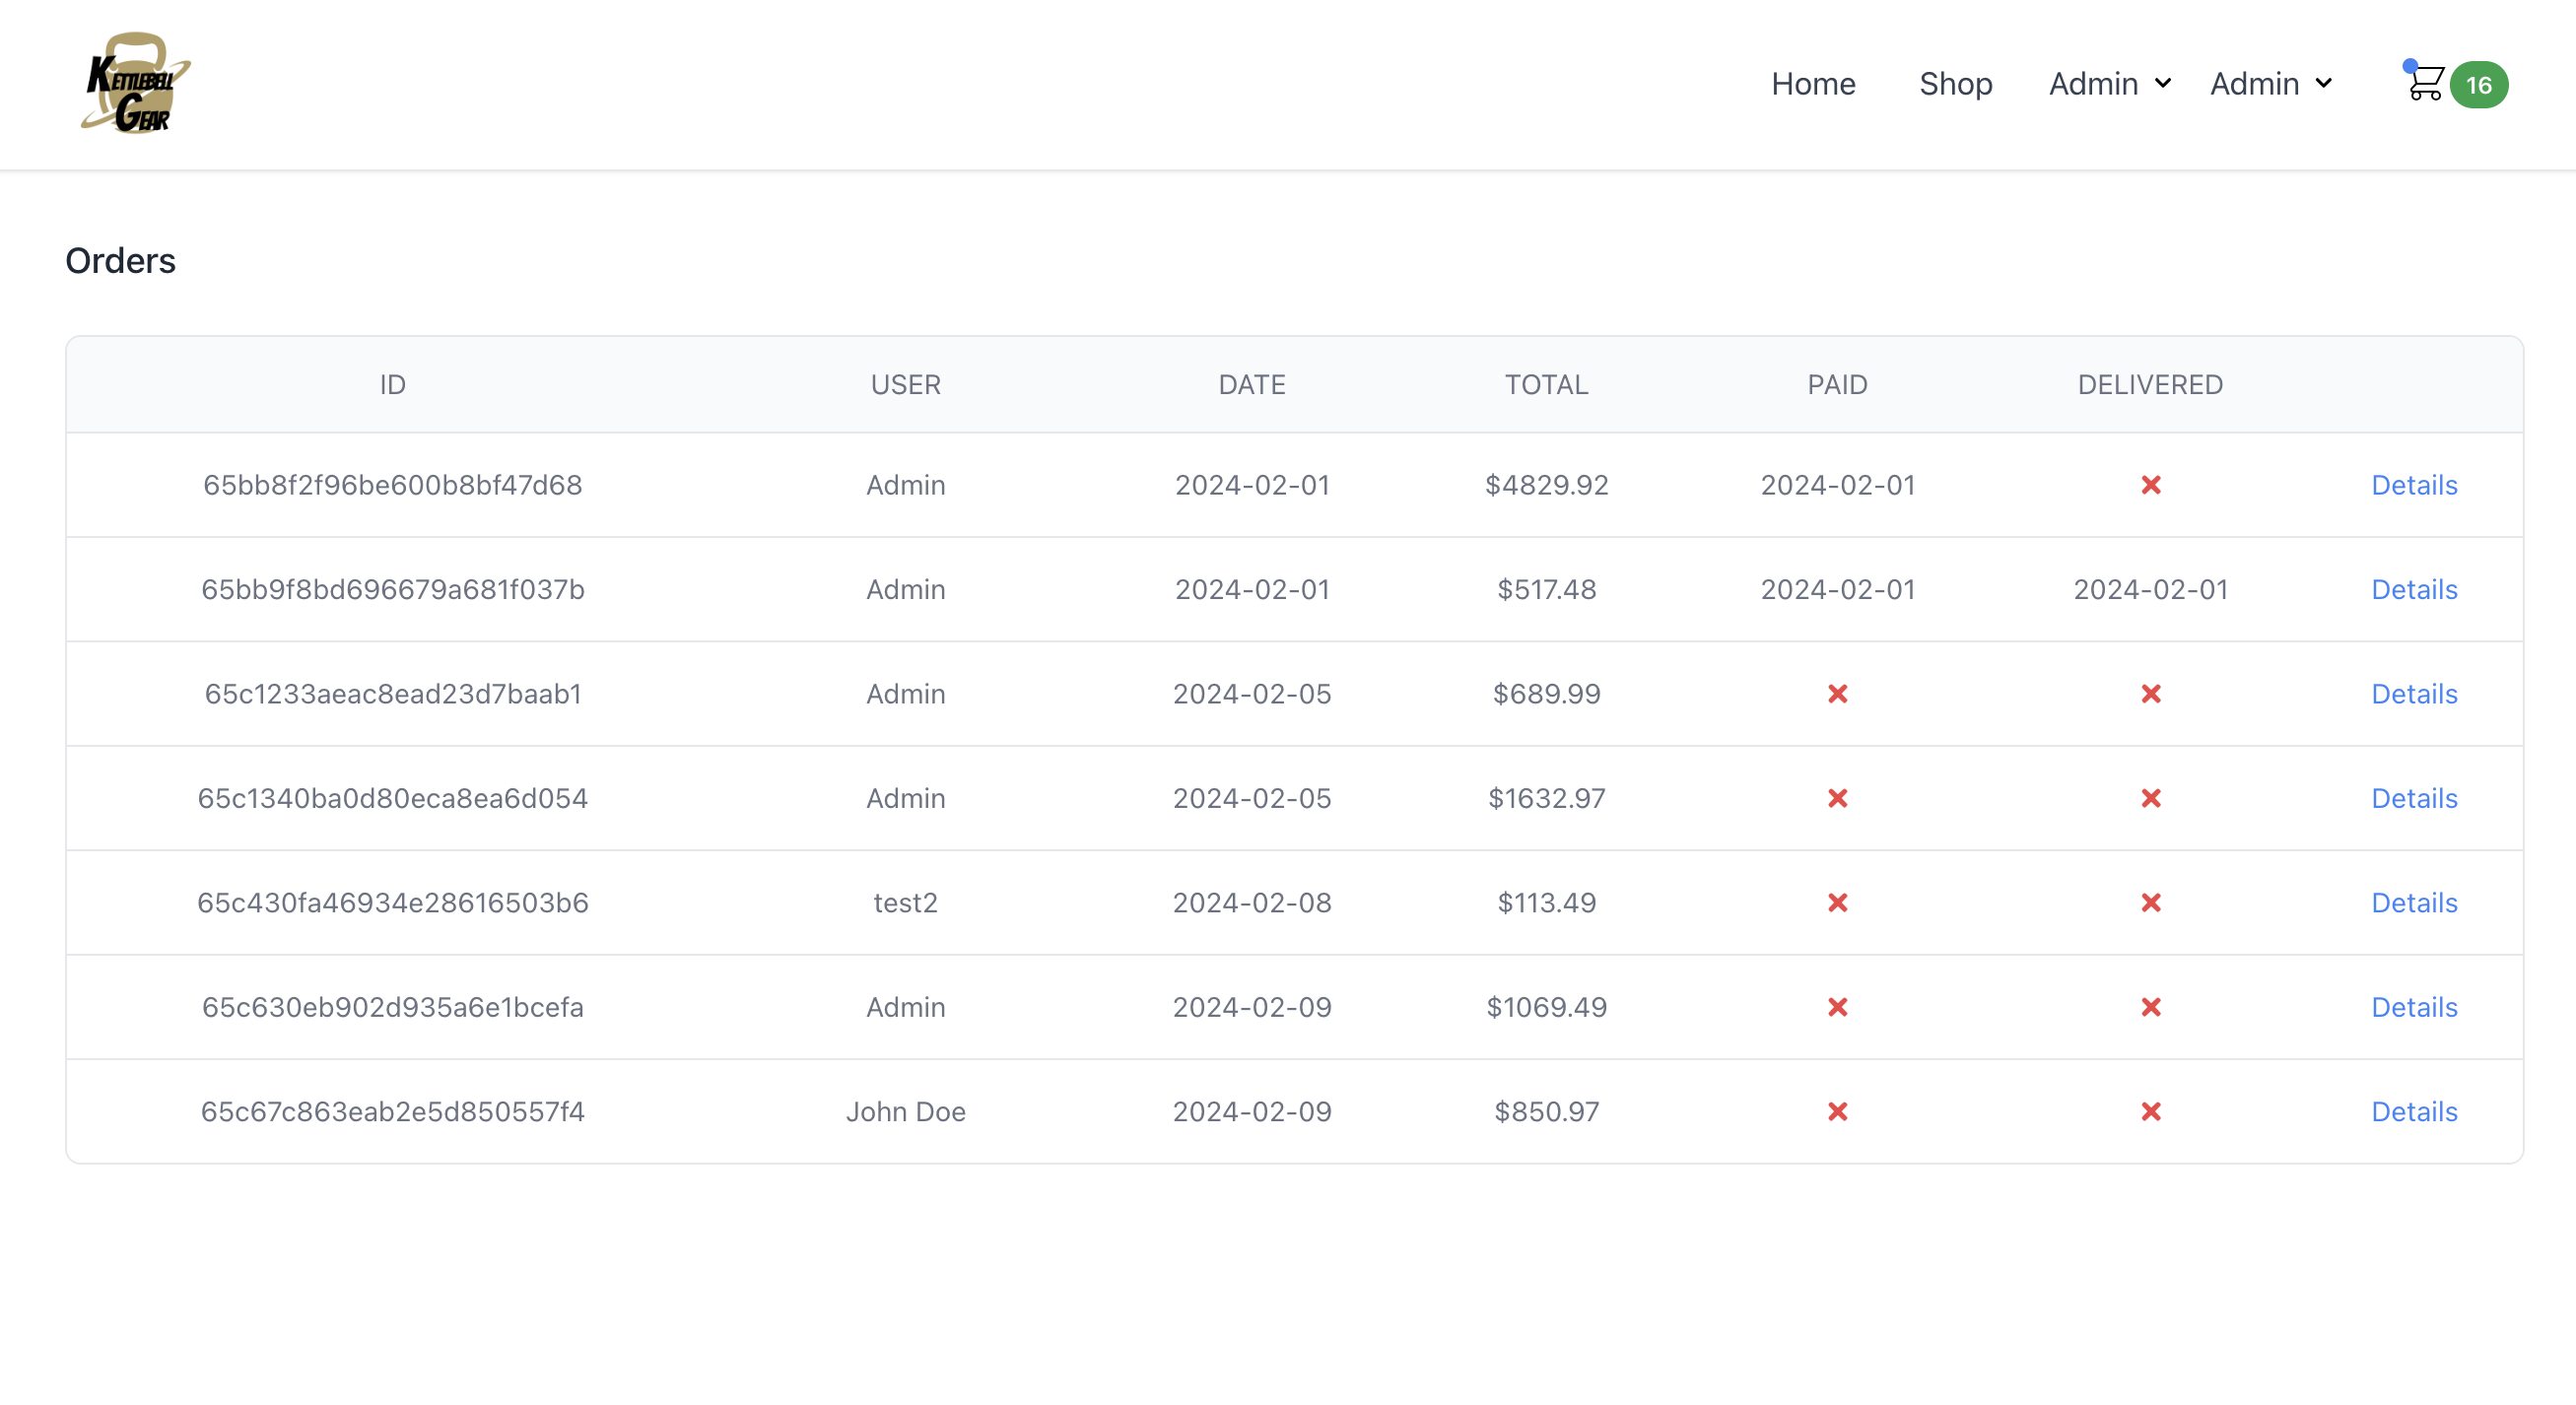 KETTLEBELL
GEAR
Home Shop Admin Admin 16
Orders
ID USER DATE TOTAL PAID DELIVERED
65bb8f2f96be600b8bf47d68 Admin 2024-02-01 $4829.92 2024-02-01 Details
65bb9f8bd696679a681f037b Admin 2024-02-01 $517.48 2024-02-01 2024-02-01 Details
65c1233aeac8ead23d7baab1 Admin 2024-02-05 $689.99 Details
65c1340ba0d80eca8ea6d054 Admin 2024-02-05 $1632.97 Details
65c430fa46934e28616503b6 test2 2024-02-08 $113.49 Details
65c630eb902d935a6e1bcefa Admin 2024-02-09 $1069.49 Details
65c67c863eab2e5d850557f4 John Doe 2024-02-09 $850.97 Details